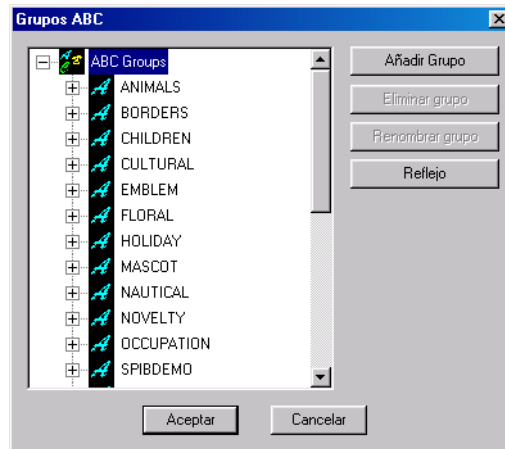 Grupos ABC
ABC Groups
ANIMALS
BORDERS
CHILDREN
CULTURAL
EMBLEM
FLORAL
HOLIDAY
MASCOT
NAUTICAL
NOVELTY
OCCUPATION
SPIBDEMO
Añadir Grupo
Eliminar grupo
Renombrar grupo
Reflejo
Aceptar Cancelar